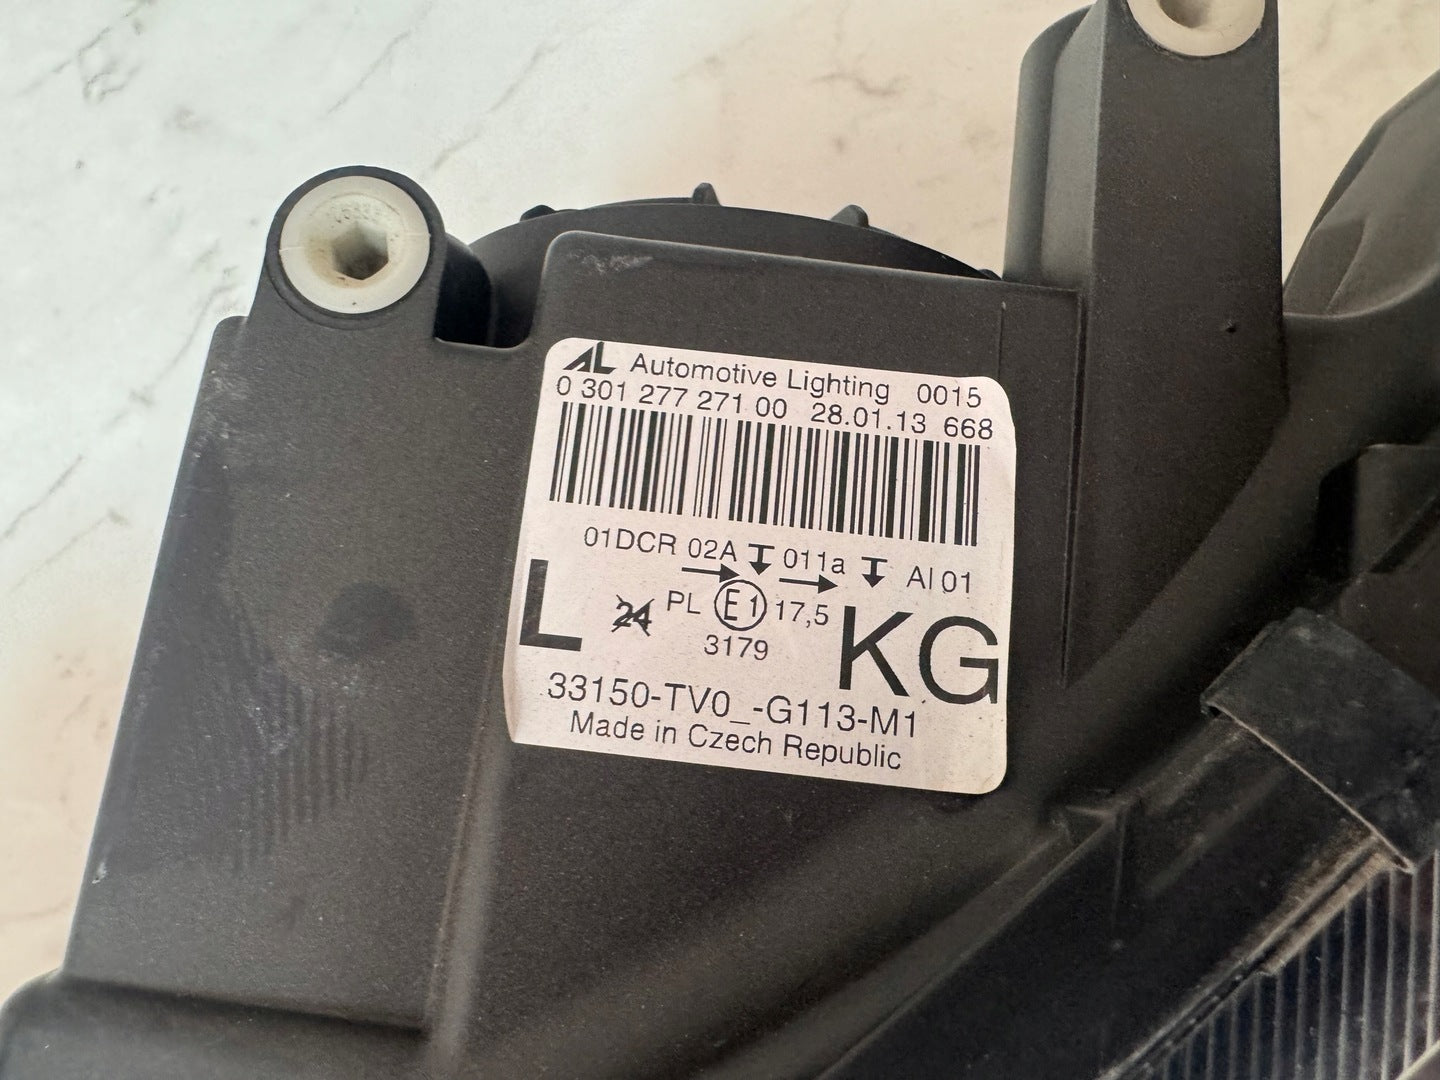 AL Automotive Lighting 0015
0 301 277 271 00 28.01.13 668
01DCR 02A 011a AI 01
L 24 PL E1 17,5 KG
3179
33150-TV0_-G113-M1
Made in Czech Republic